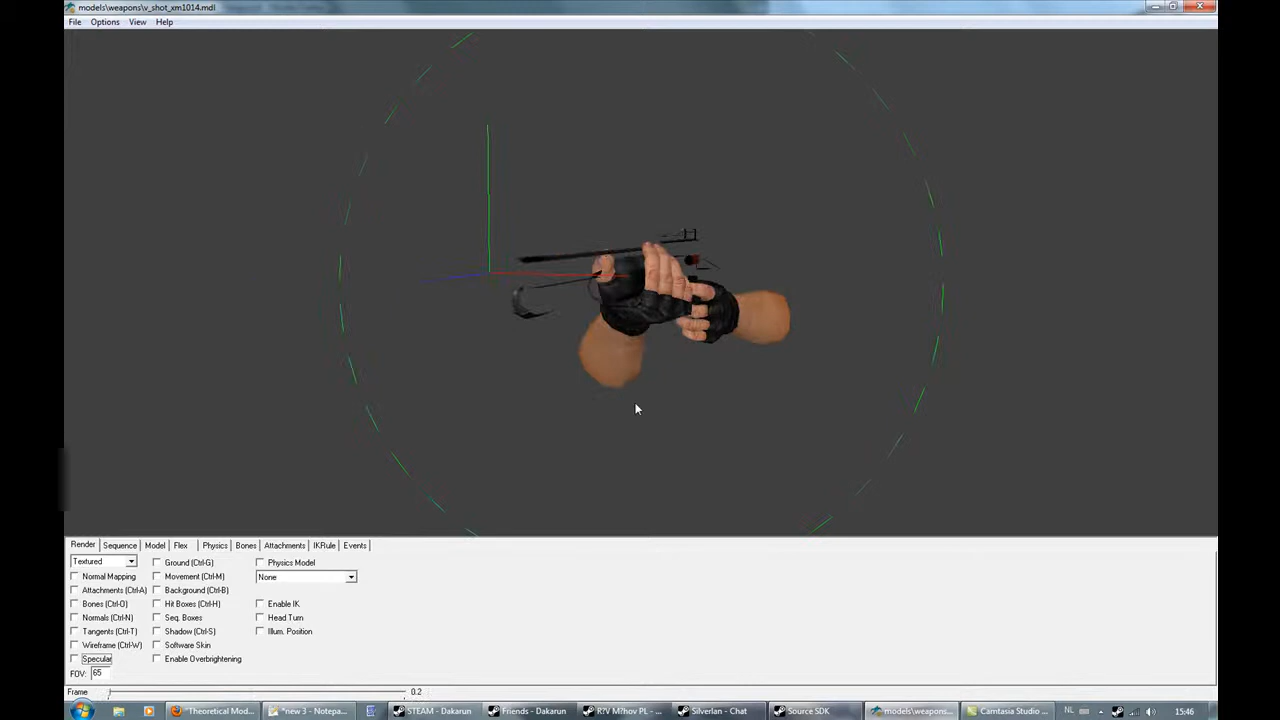 models\weapons\v_shot_xm1014.mdl
File Options View Help
Render Sequence Model Flex Physics Bones Attachments IKRule Events
Textured Ground (Ctrl-G) Physics Model
Normal Mapping Movement (Ctrl-M) None
Attachments (Ctrl-A) Background (Ctrl-B)
Bones (Ctrl-O) Hit Boxes (Ctrl-H) Enable IK
Normals (Ctrl-N) Seq. Boxes Head Turn
Tangents (Ctrl-T) Shadow (Ctrl-S) Illum. Position
Wireframe (Ctrl-W) Software Skin
Specular Enable Overbrightening
FOV: 65
Frame 0.2
"Theoretical Mod... *new 3 - Notepa... STEAM - Dakarun Friends - Dakarun R?V M?hov PL - ... Silverlan - Chat Source SDK models\weapons... Camtasia Studio ... NL 15:46